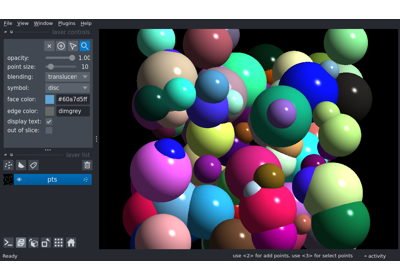 File View Window Plugins Help
layer controls
opacity: 1.00
point size: 10
blending: translucen
symbol: disc
face color: #60a7d5ff
edge color: dimgrey
display text:
out of slice:
layer list
pts
Ready
use <2> for add points, use <3> for select points
activity